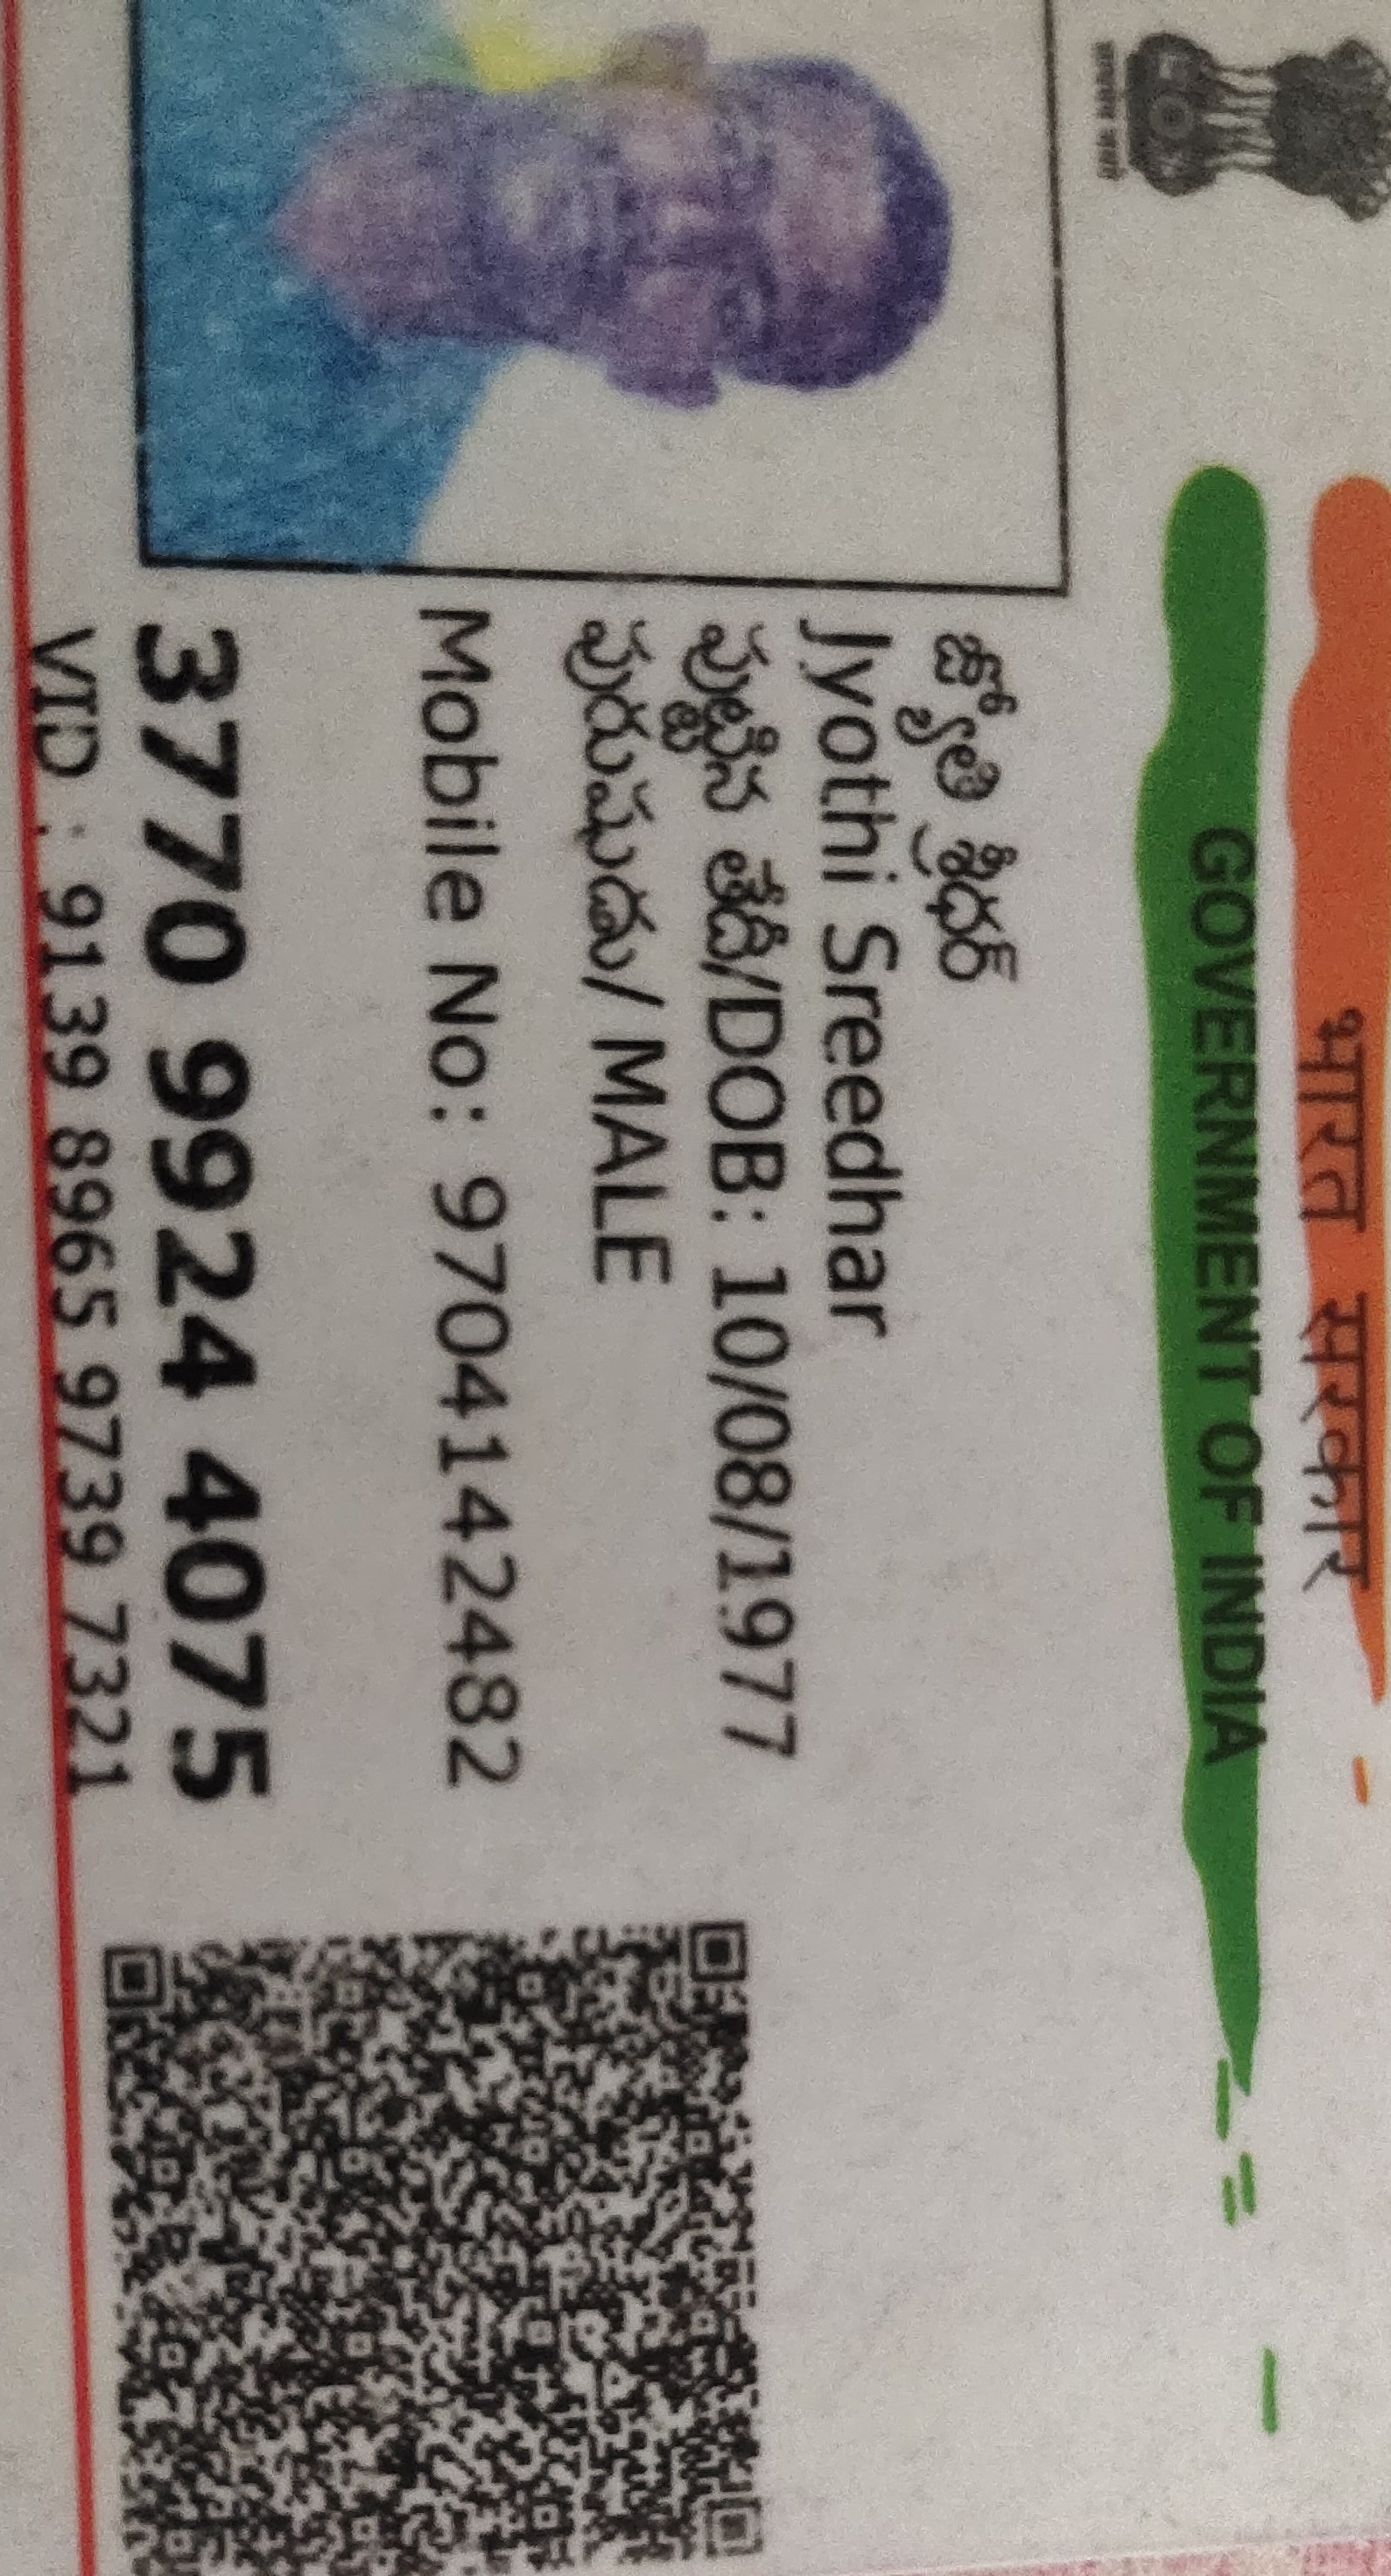 भारत सरकार
GOVERNMENT OF INDIA
జ్యోతి శ్రీధర్
Jyothi Sreedhar
పుట్టిన తేదీ/DOB: 10/08/1977
పురుషుడు/ MALE
Mobile No: 9704142482
3770 9924 4075
VID : 9139 8965 9739 7321